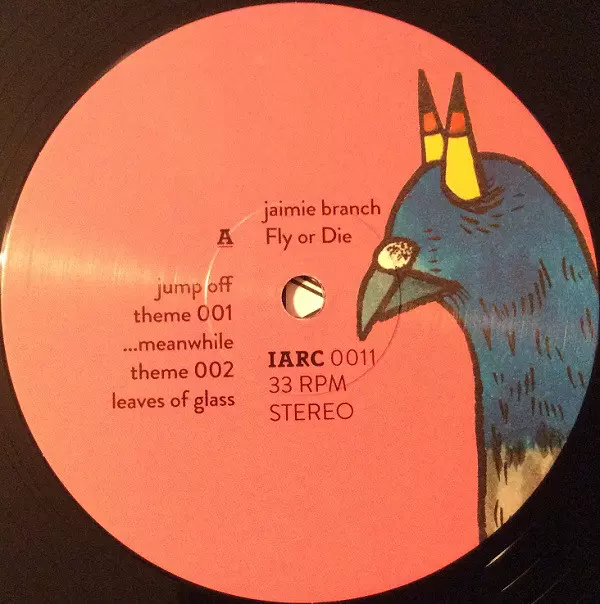 jaimie branch
A Fly or Die
jump off
theme 001
...meanwhile
theme 002
leaves of glass
IARC 0011
33 RPM
STEREO